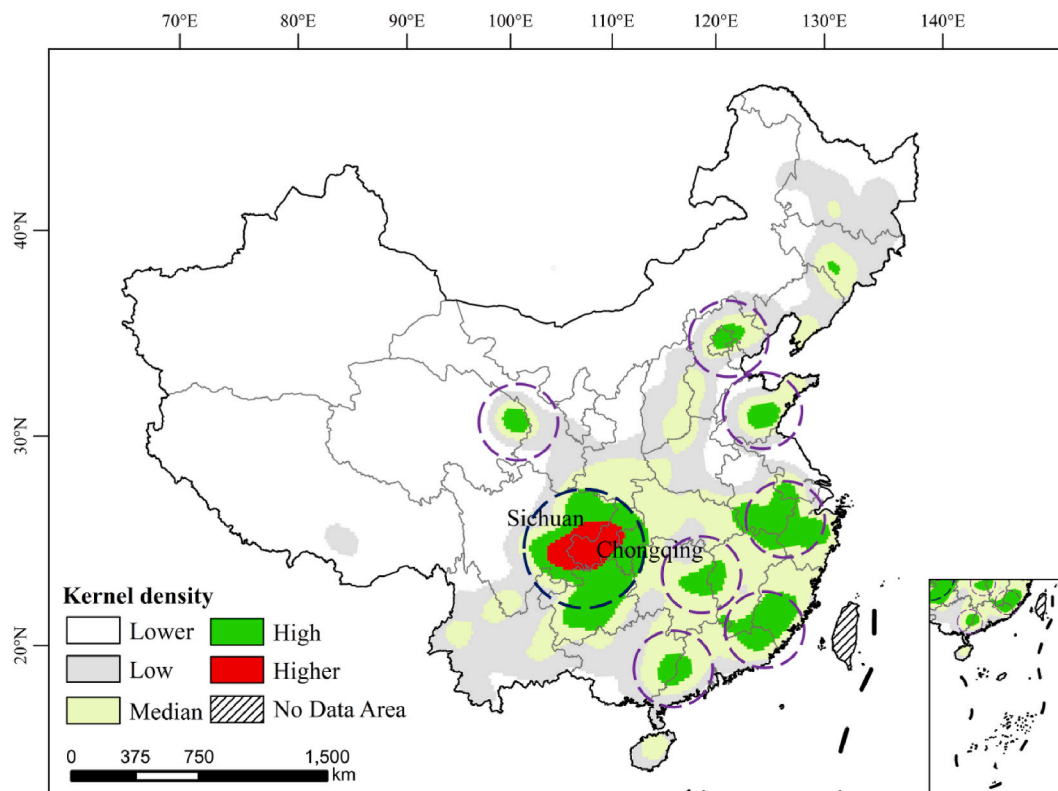 70°E 80°E 90°E 100°E 110°E 120°E 130°E 140°E
40°N
30°N
20°N
Sichuan
Chongqing
Kernel density
Lower High
Low Higher
Median No Data Area
0 375 750 1,500
km